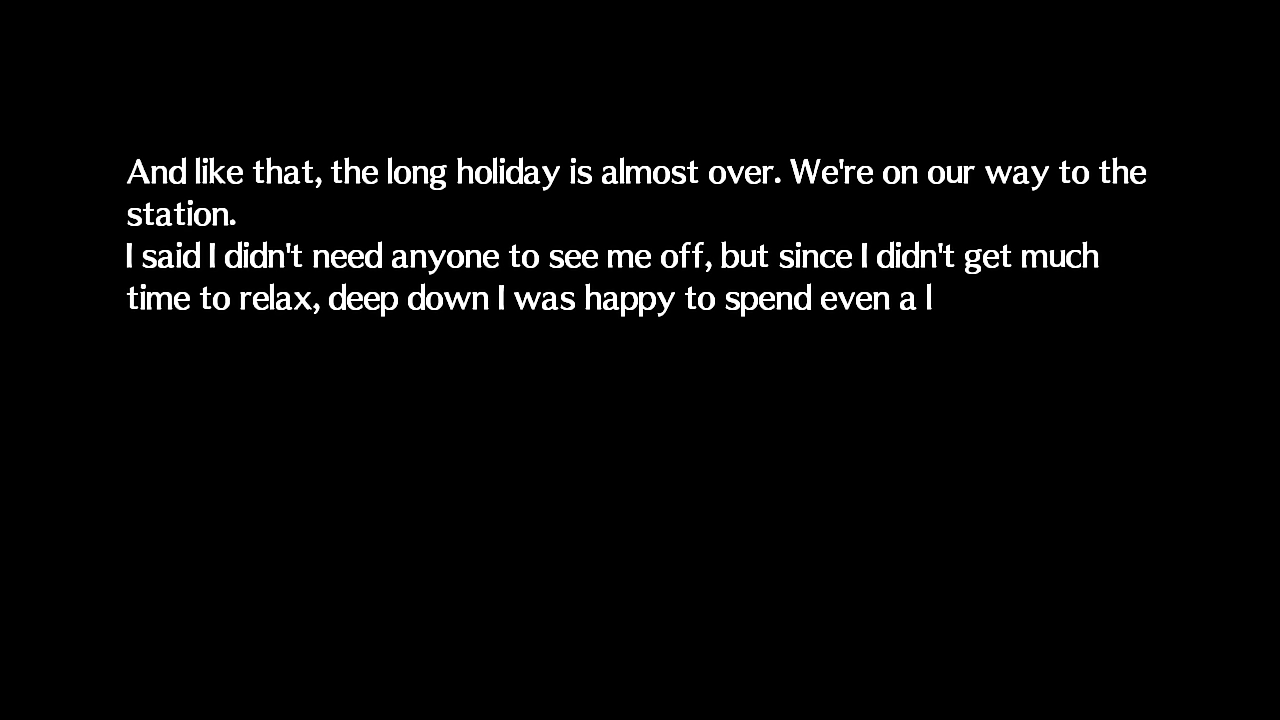 And like that, the long holiday is almost over. We're on our way to the
station.
I said I didn't need anyone to see me off, but since I didn't get much
time to relax, deep down I was happy to spend even a l